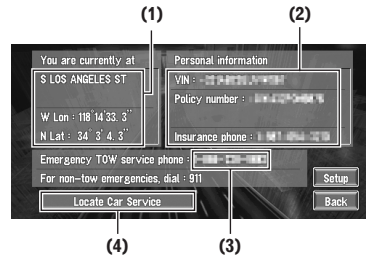 (1)
(2)
You are currently at
Personal information
S LOS ANGELES ST
VIN :
Policy number :
W Lon : 118°14'33. 3''
N Lat : 34° 3' 4. 3''
Insurance phone :
Emergency TOW service phone :
For non-tow emergencies, dial : 911
Setup
Locate Car Service
Back
(4)
(3)